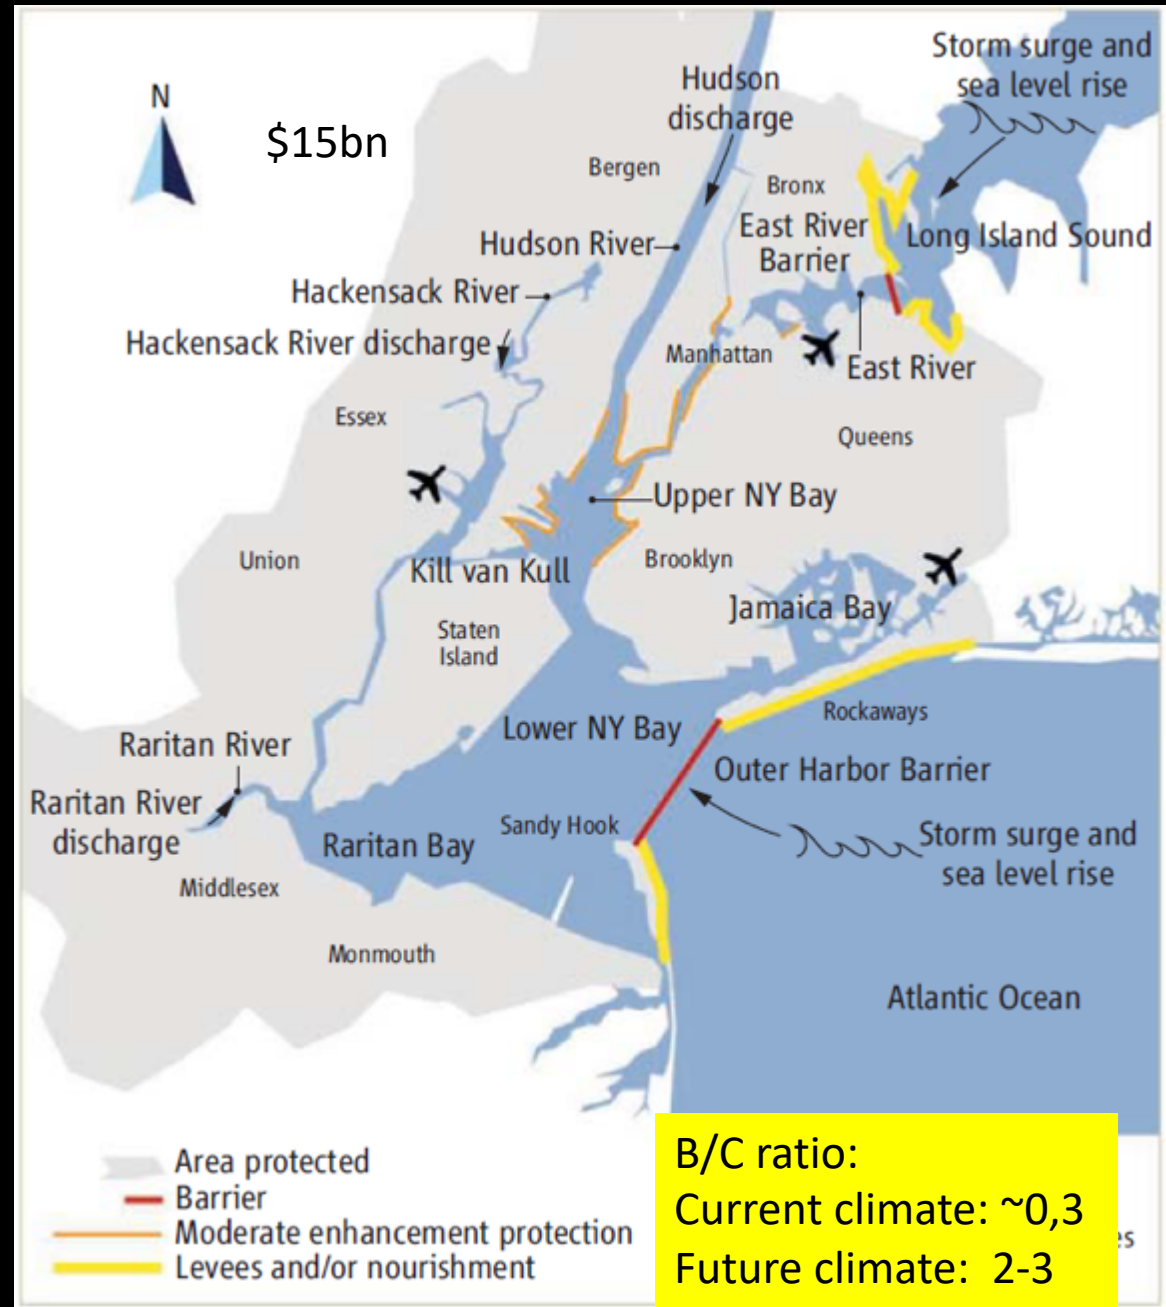 N
$15bn
Hudson
discharge
Storm surge and
sea level rise
Bergen
Bronx
East River
Barrier
Long Island Sound
Hudson River
Hackensack River
Hackensack River discharge
Manhattan
East River
Essex
Queens
Upper NY Bay
Union
Kill van Kull
Brooklyn
Jamaica Bay
Staten
Island
Lower NY Bay
Rockaways
Raritan River
Outer Harbor Barrier
Raritan River
discharge
Sandy Hook
Raritan Bay
Storm surge and
sea level rise
Middlesex
Monmouth
Atlantic Ocean
Area protected
Barrier
Moderate enhancement protection
Levees and/or nourishment
B/C ratio:
Current climate: ~0,3
Future climate: 2-3
es